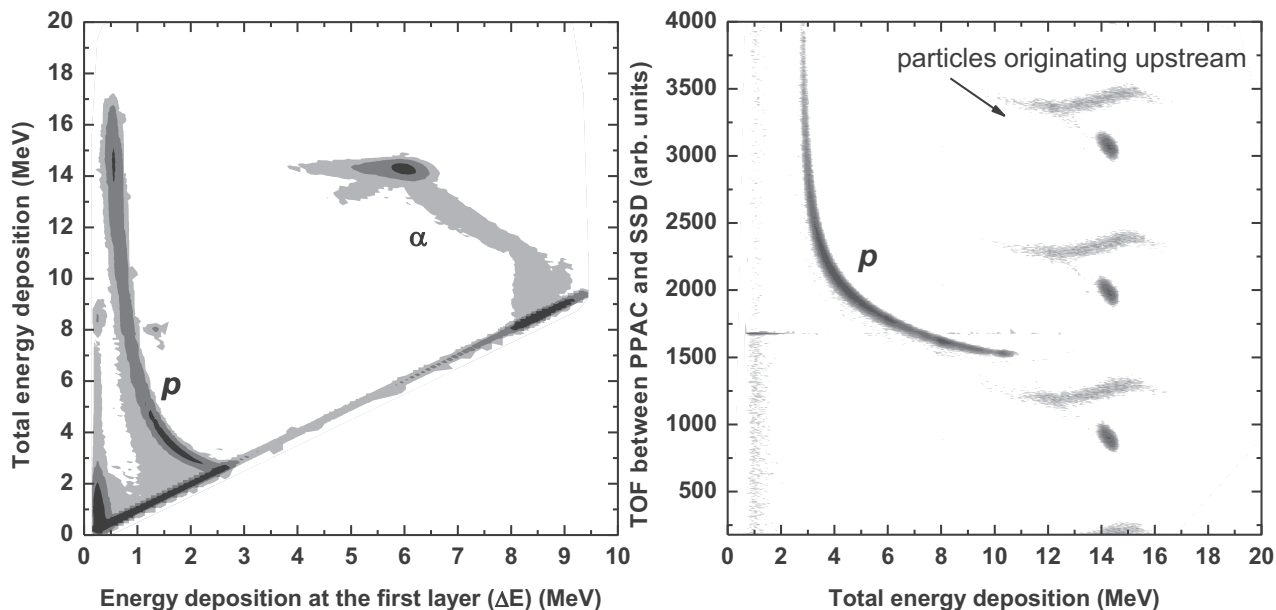 Total energy deposition (MeV)
20
18
16
14
12
10
8
6
4
2
0
α
p
0 1 2 3 4 5 6 7 8 9 10
Energy deposition at the first layer (ΔE) (MeV)
TOF between PPAC and SSD (arb. units)
4000
3500
3000
2500
2000
1500
1000
500
particles originating upstream
p
0 2 4 6 8 10 12 14 16 18 20
Total energy deposition (MeV)